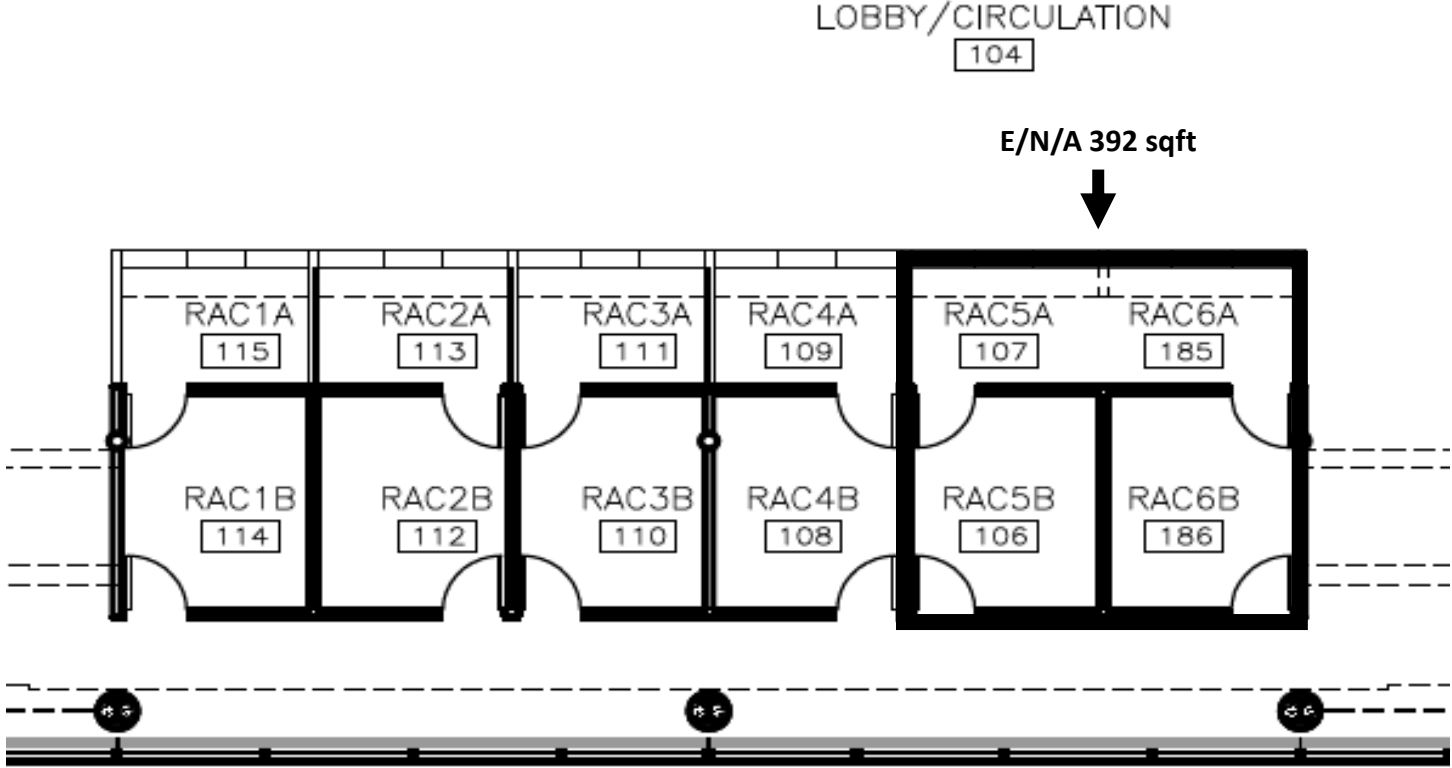 LOBBY/CIRCULATION
104
E/N/A 392 sqft
RAC1A RAC2A RAC3A RAC4A RAC5A RAC6A
115 113 111 109 107 185
RAC1B RAC2B RAC3B RAC4B RAC5B RAC6B
114 112 110 108 106 186